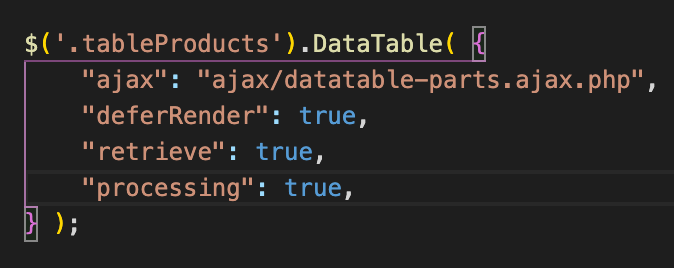 $('.tableProducts').DataTable( {
    "ajax": "ajax/datatable-parts.ajax.php",
    "deferRender": true,
    "retrieve": true,
    "processing": true,
} );